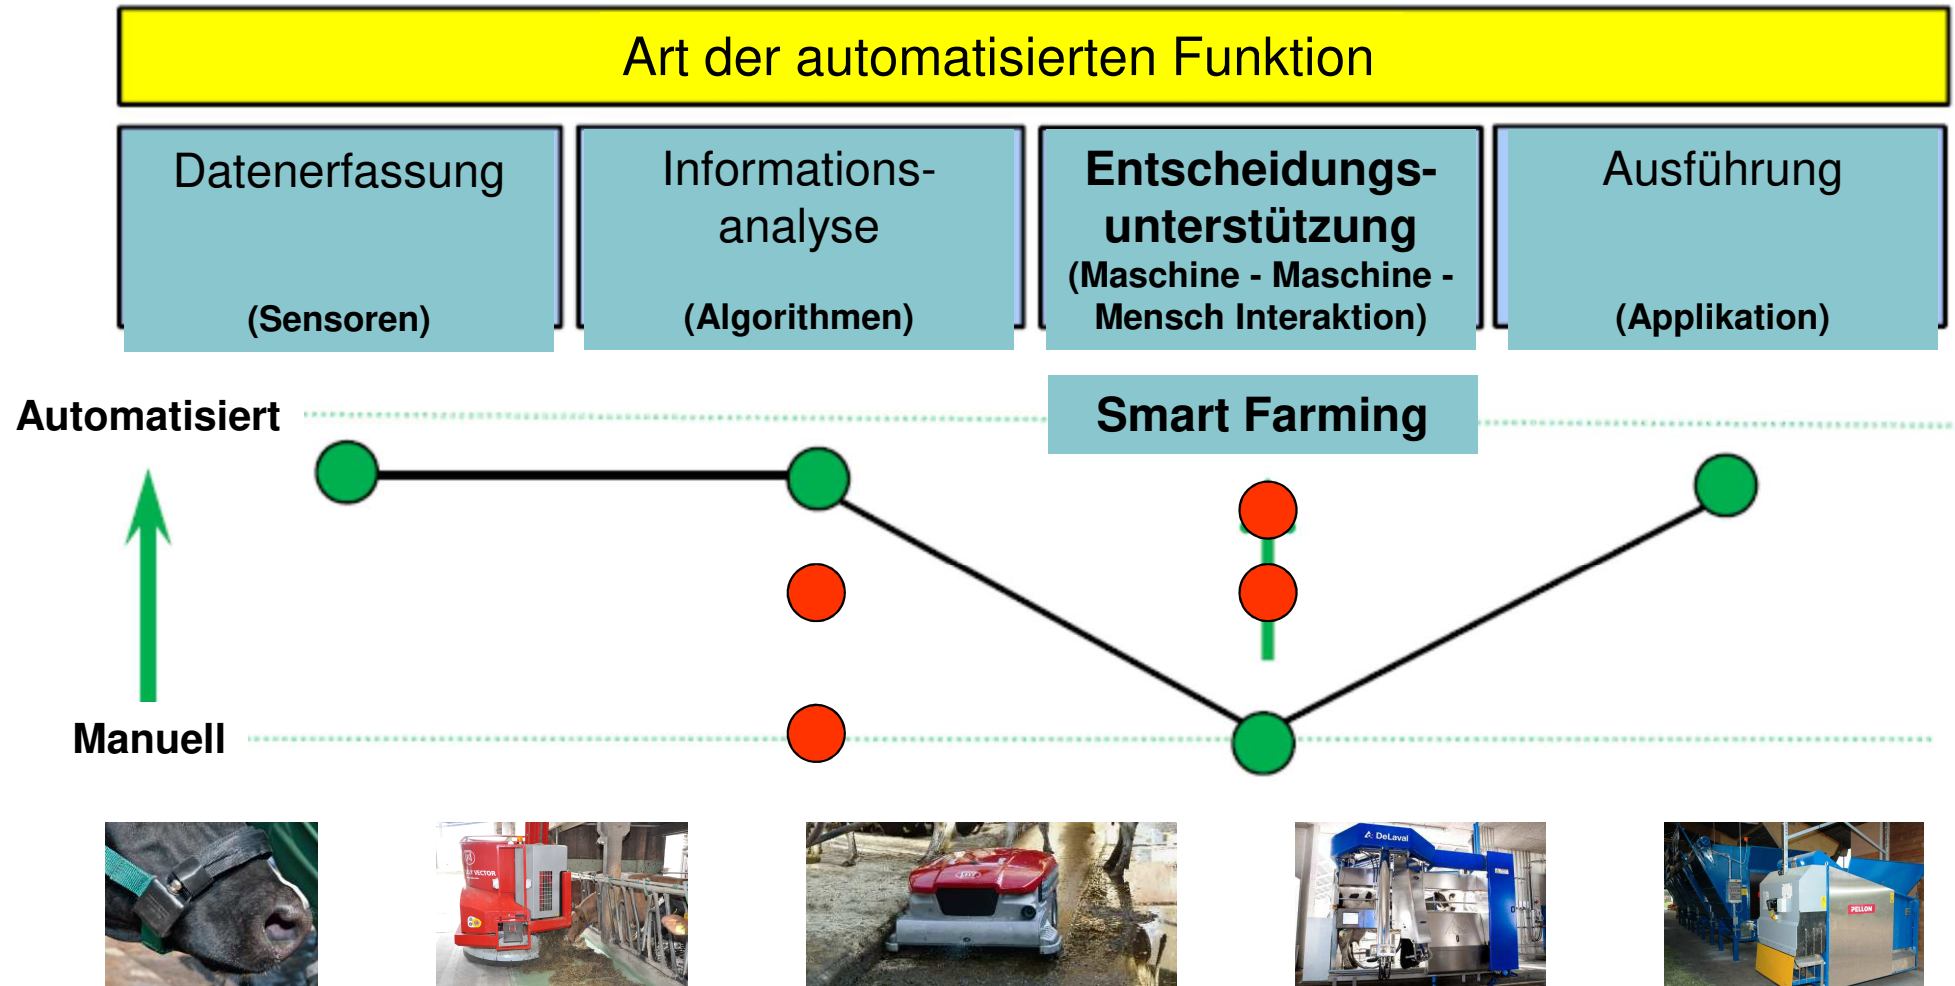 Art der automatisierten Funktion
Datenerfassung
(Sensoren)
Informations-
analyse
(Algorithmen)
Entscheidungs-
unterstützung
(Maschine - Maschine -
Mensch Interaktion)
Ausführung
(Applikation)
Automatisiert
Smart Farming
Manuell
VECTOR
DeLaval
PELLON